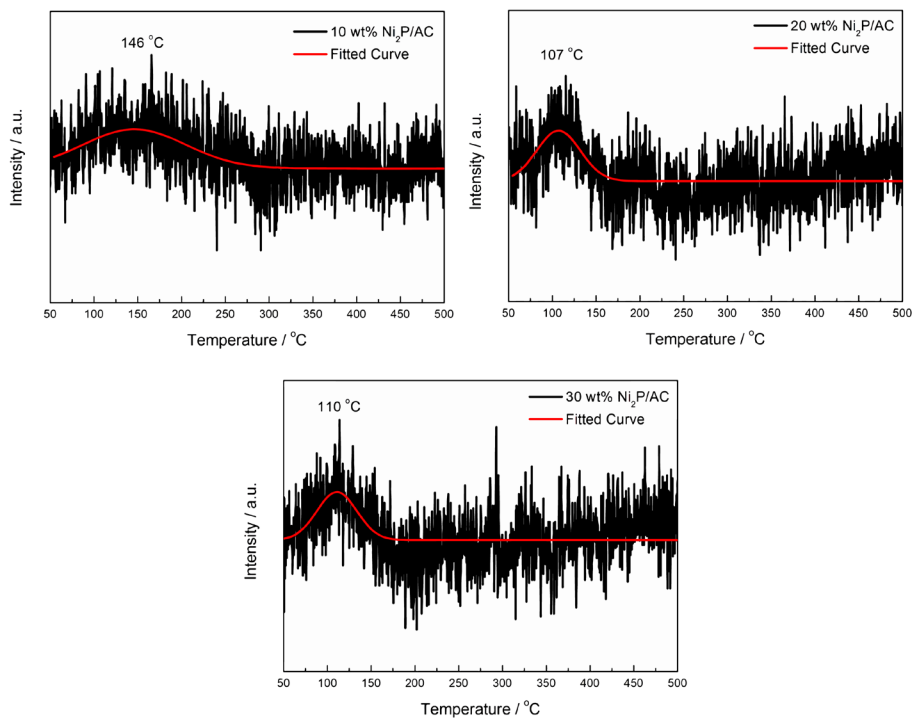 146 °C
10 wt% Ni₂P/AC
Fitted Curve
Intensity / a.u.
50 100 150 200 250 300 350 400 450 500
Temperature / °C
107 °C
20 wt% Ni₂P/AC
Fitted Curve
Intensity / a.u.
50 100 150 200 250 300 350 400 450 500
Temperature / °C
110 °C
30 wt% Ni₂P/AC
Fitted Curve
Intensity / a.u.
50 100 150 200 250 300 350 400 450 500
Temperature / °C